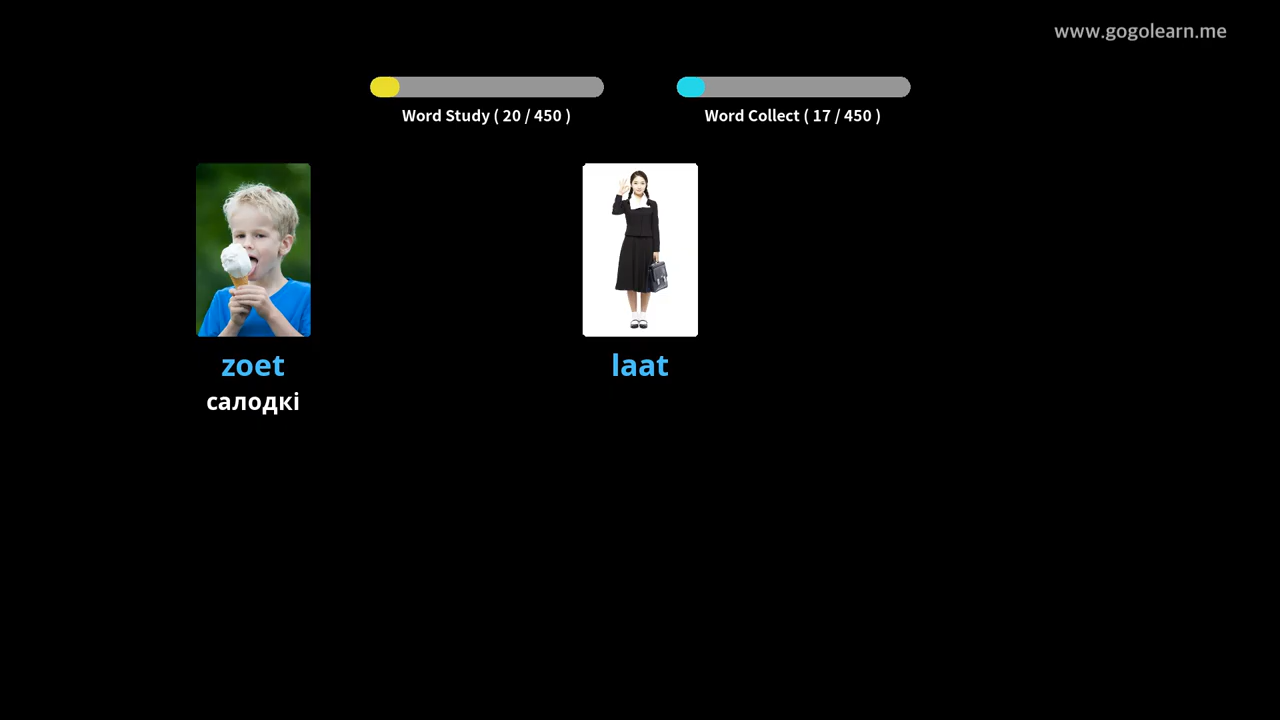 www.gogolearn.me
Word Study ( 20 / 450 )
Word Collect ( 17 / 450 )
zoet
laat
салодкі